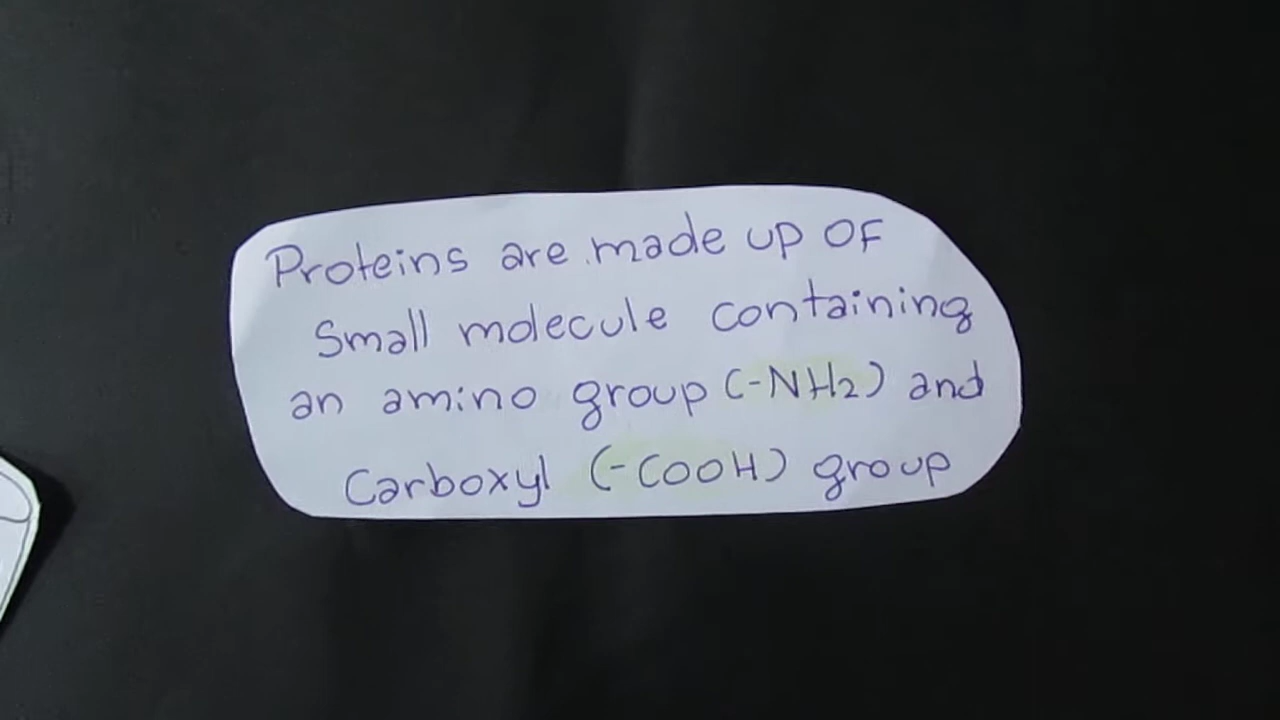 Proteins are made up OF
Small molecule containing
an amino group (-NH2) and
Carboxyl (-COOH) group